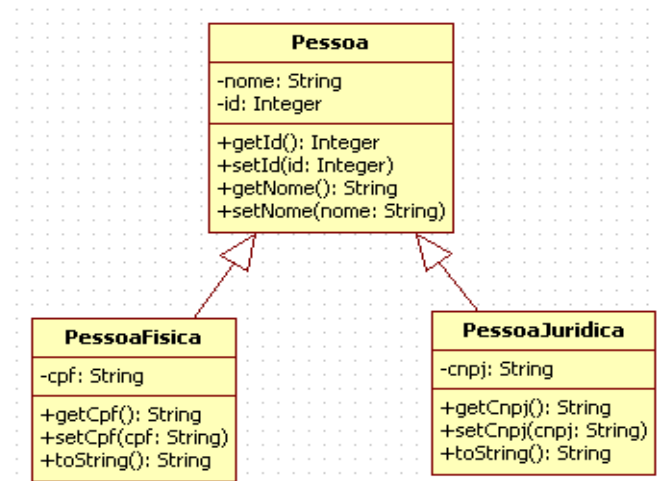 Pessoa
-nome: String
-id: Integer
+getId(): Integer
+setId(id: Integer)
+getNome(): String
+setNome(nome: String)
PessoaFisica
-cpf: String
+getCpf(): String
+setCpf(cpf: String)
+toString(): String
PessoaJuridica
-cnpj: String
+getCnpj(): String
+setCnpj(cnpj: String)
+toString(): String